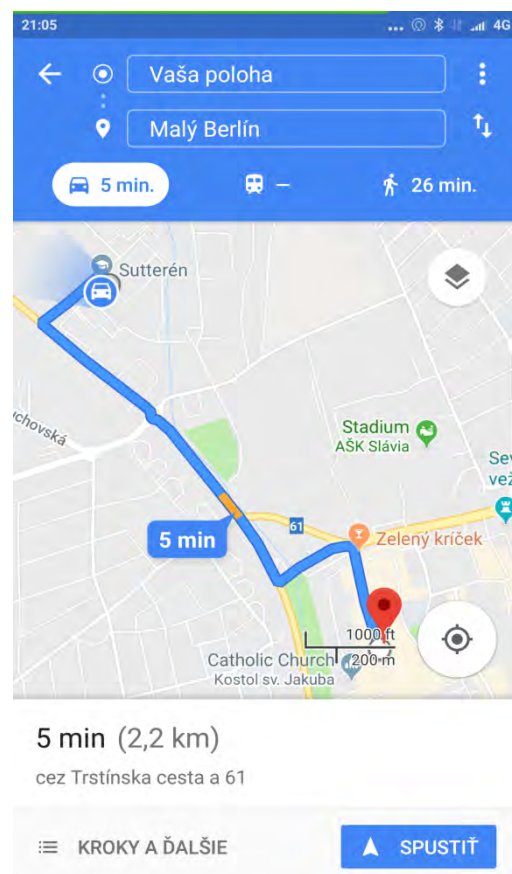 21:05 ... 4G
Vaša poloha
Malý Berlín
5 min. – 26 min.
Sutterén
chovská
Stadium
AŠK Slávia
Sev
vež
61
5 min
Zelený kríček
1000 ft
200 m
Catholic Church
Kostol sv. Jakuba
5 min (2,2 km)
cez Trstínska cesta a 61
KROKY A ĎALŠIE
SPUSTIŤ